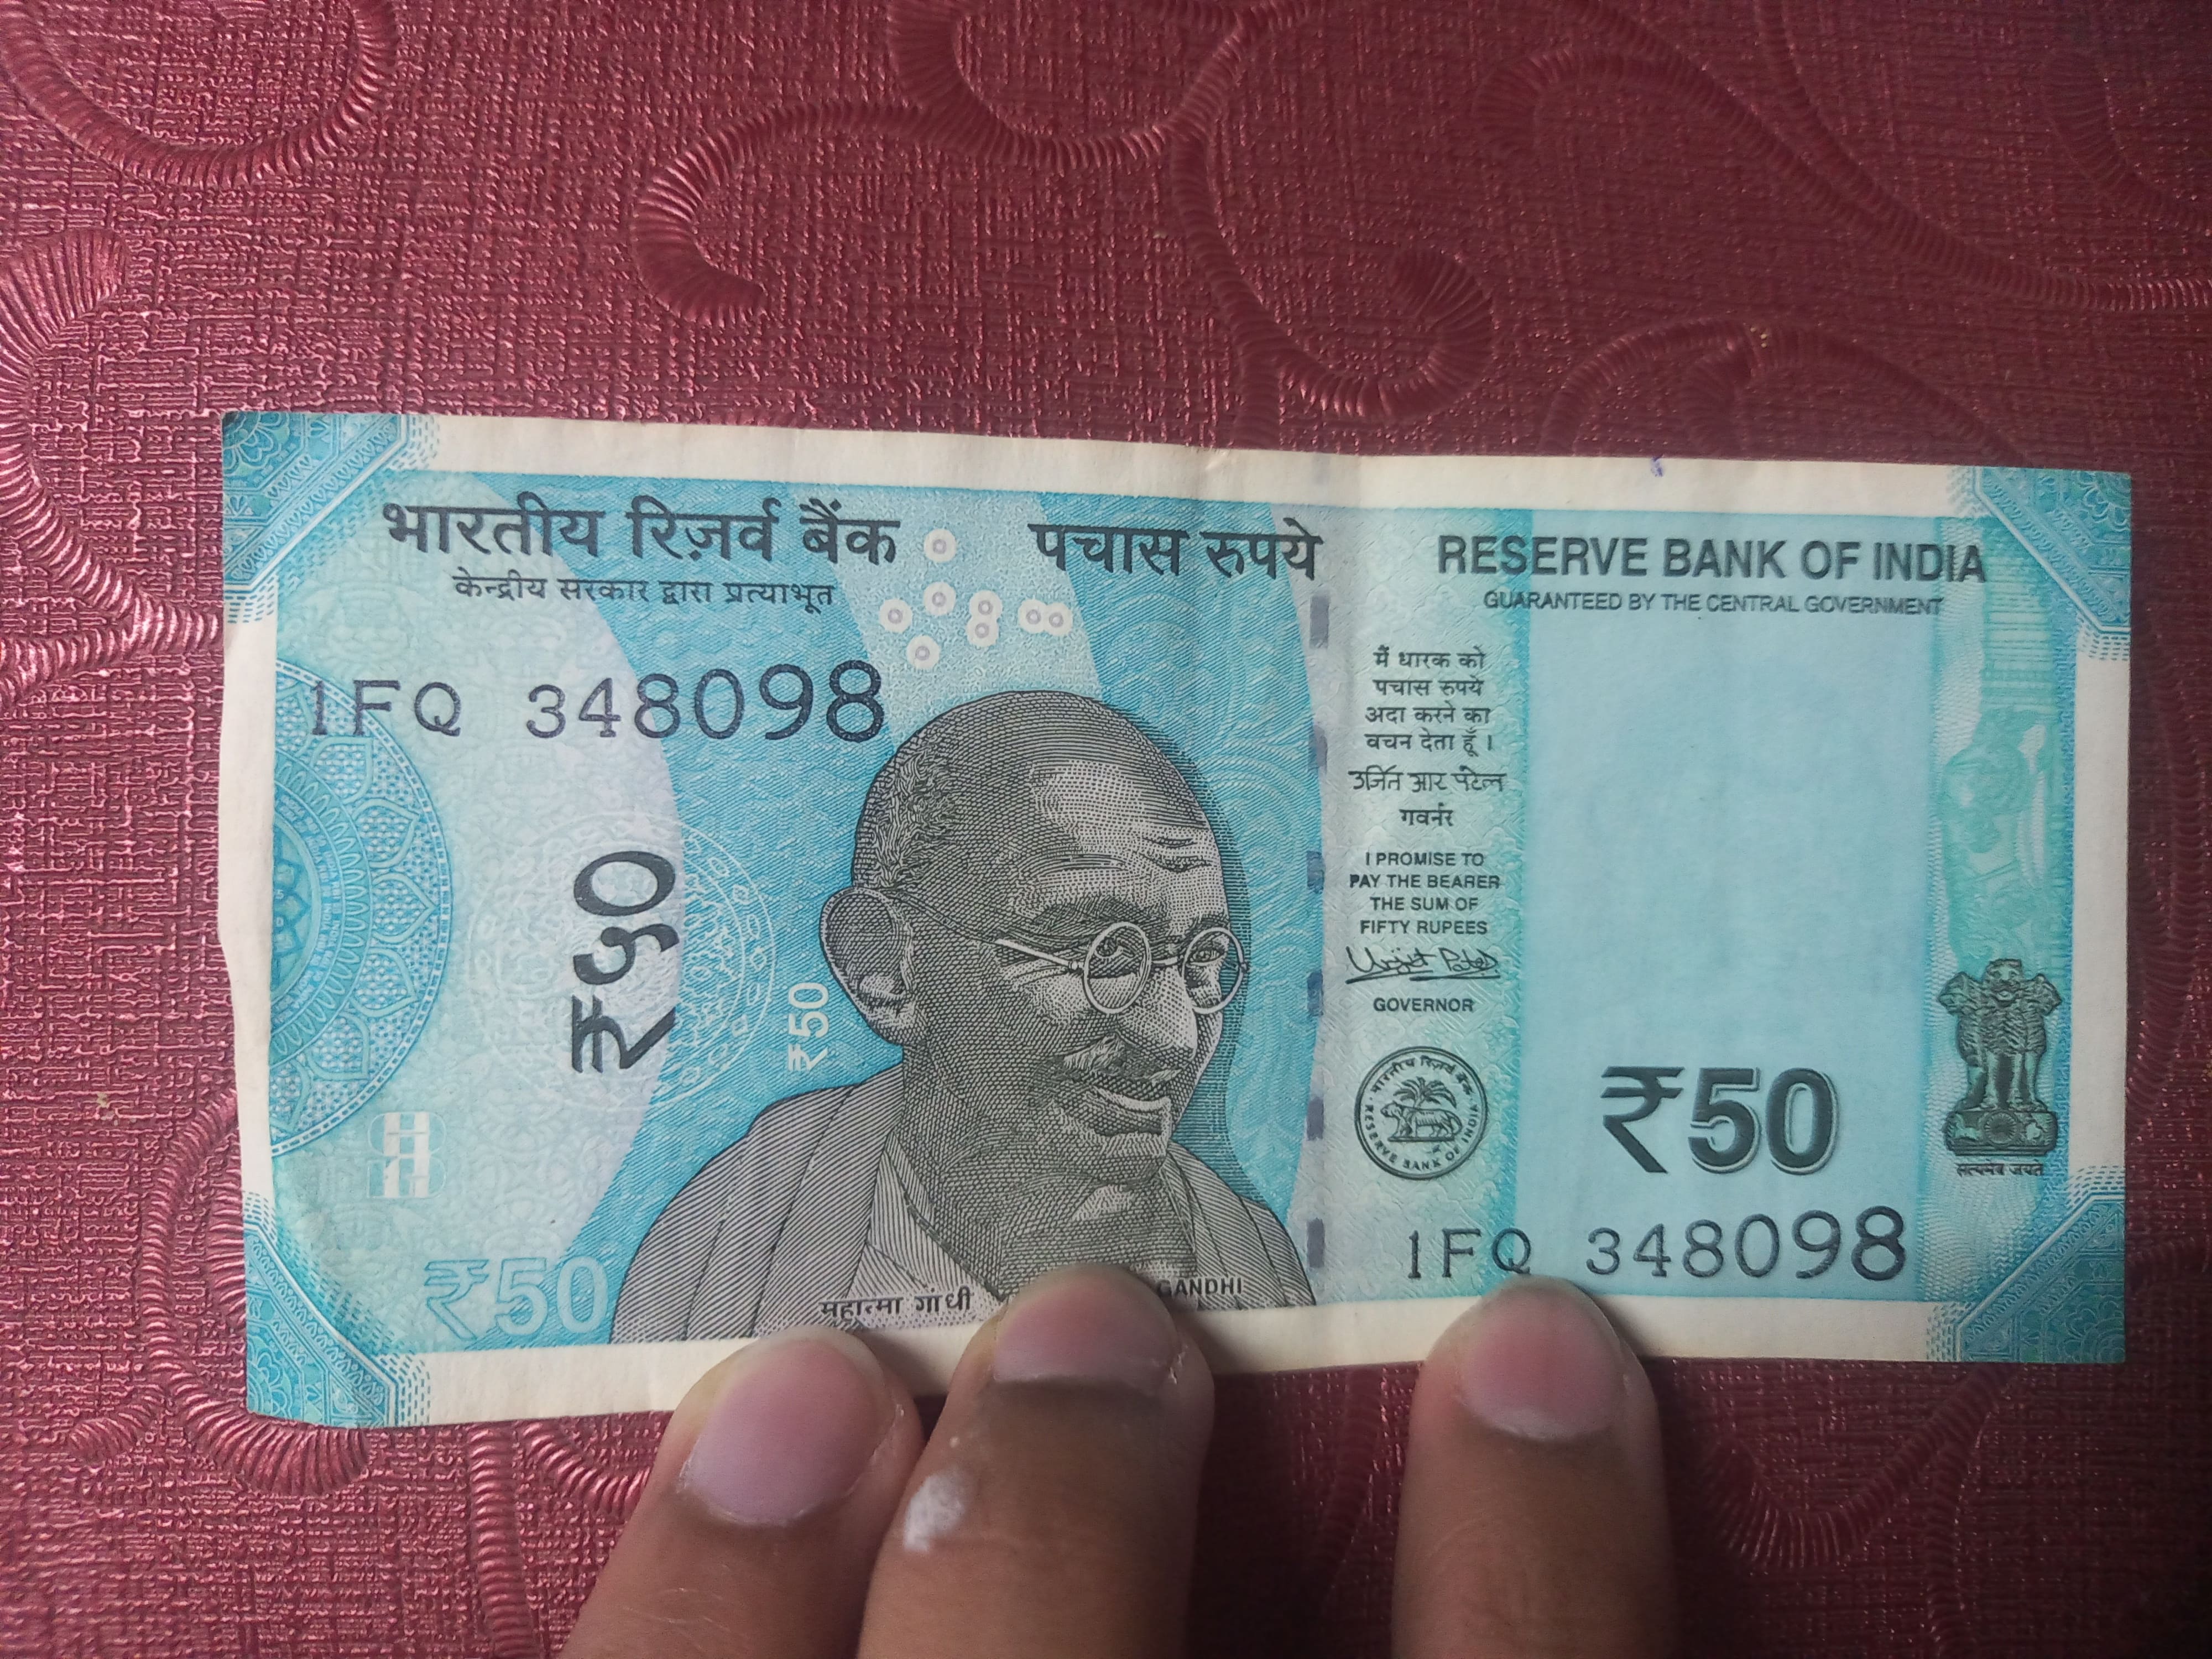 भारतीय रिज़र्व बैंक
केन्द्रीय सरकार द्वारा प्रत्याभूत
पचास रुपये
RESERVE BANK OF INDIA
GUARANTEED BY THE CENTRAL GOVERNMENT
1FQ 348098
₹५0
₹50
₹50
महात्मा गांधी
GANDHI
मैं धारक को
पचास रुपये
अदा करने का
वचन देता हूँ ।
उर्जित आर पटेल
गवर्नर
I PROMISE TO
PAY THE BEARER
THE SUM OF
FIFTY RUPEES
Urjit Patel
GOVERNOR
भारतीय रिज़र्व बैंक
RESERVE BANK OF INDIA
₹50
सत्यमेव जयते
1FQ 348098